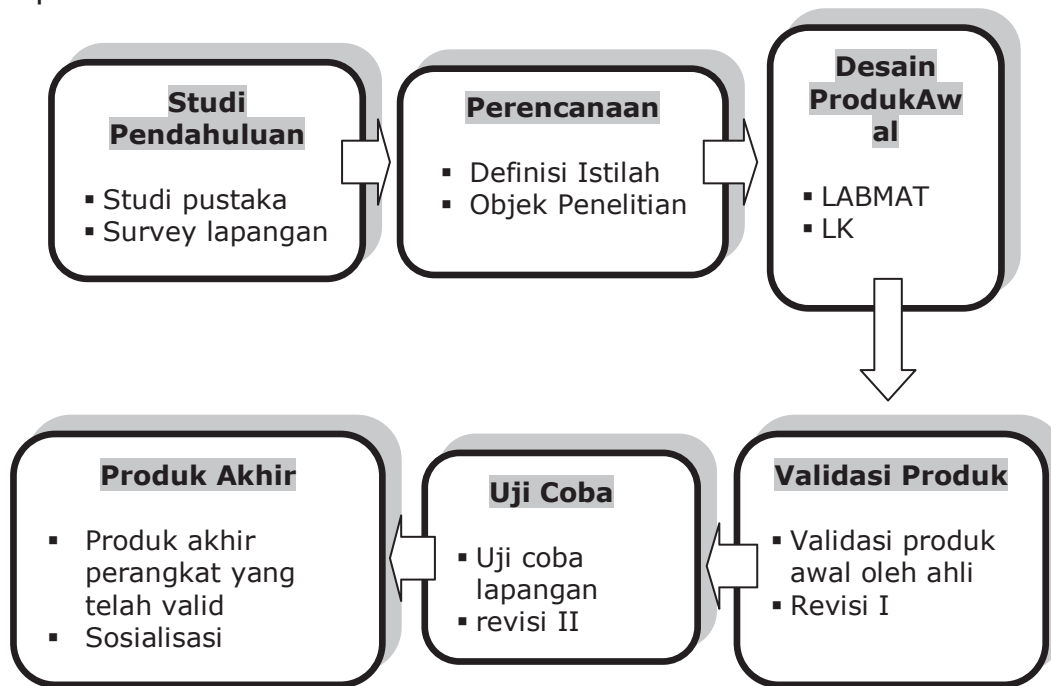 Studi
Pendahuluan
▪ Studi pustaka
▪ Survey lapangan
Perencanaan
▪ Definisi Istilah
▪ Objek Penelitian
Desain
ProdukAw
al
▪ LABMAT
▪ LK
Validasi Produk
▪ Validasi produk
awal oleh ahli
▪ Revisi I
Uji Coba
▪ Uji coba
lapangan
▪ revisi II
Produk Akhir
▪ Produk akhir
perangkat yang
telah valid
▪ Sosialisasi